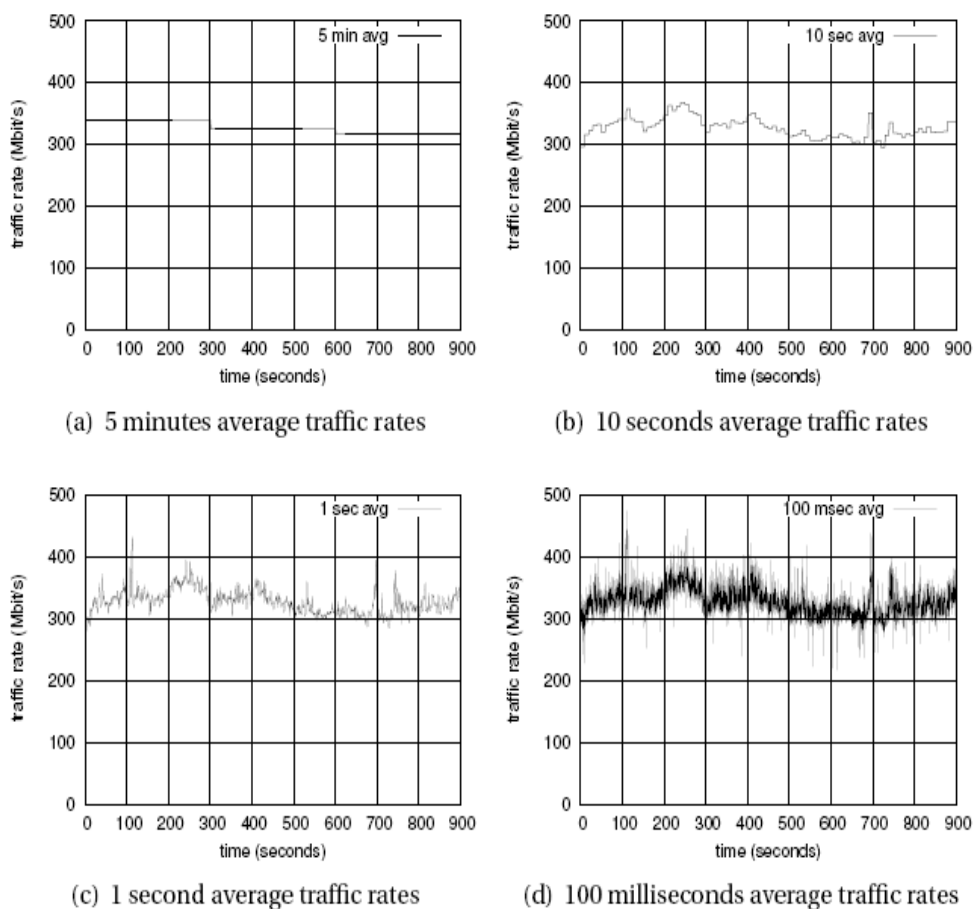 500
400
300
200
100
0
traffic rate (Mbit/s)
5 min avg
0 100 200 300 400 500 600 700 800 900
time (seconds)
(a) 5 minutes average traffic rates
500
400
300
200
100
0
traffic rate (Mbit/s)
10 sec avg
0 100 200 300 400 500 600 700 800 900
time (seconds)
(b) 10 seconds average traffic rates
500
400
300
200
100
0
traffic rate (Mbit/s)
1 sec avg
0 100 200 300 400 500 600 700 800 900
time (seconds)
(c) 1 second average traffic rates
500
400
300
200
100
0
traffic rate (Mbit/s)
100 msec avg
0 100 200 300 400 500 600 700 800 900
time (seconds)
(d) 100 milliseconds average traffic rates